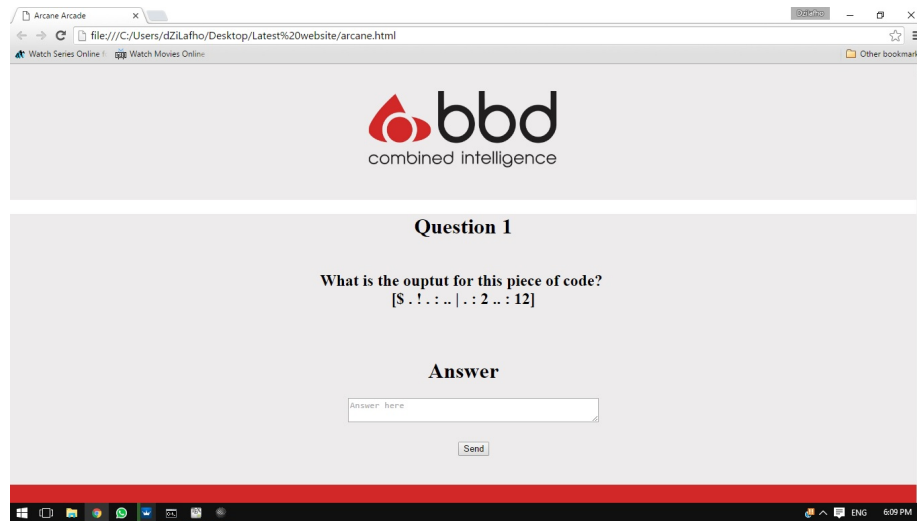 Arcane Arcade
DziLafho
file:///C:/Users/dZiLafho/Desktop/Latest%20website/arcane.html
Watch Series Online
Watch Movies Online
Other bookmark
bbd
combined intelligence
Question 1
What is the ouptut for this piece of code?
[$ . ! . : .. | . : 2 .. : 12]
Answer
Answer here
Send
ENG
6:09 PM